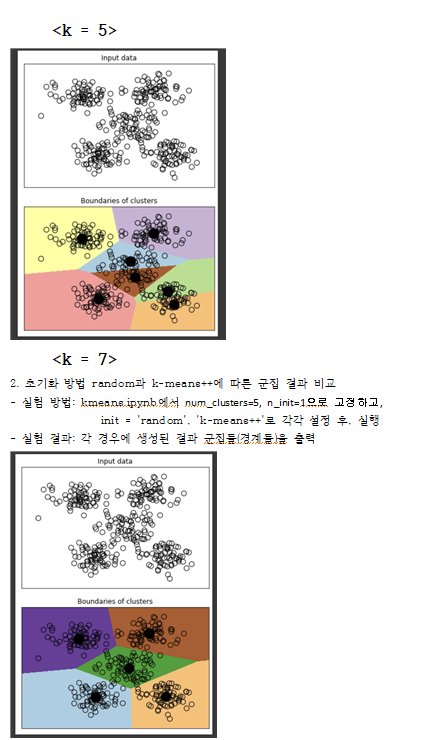 <k = 5>
Input data
Boundaries of clusters
<k = 7>
2. 초기화 방법 random과 k-means++에 따른 군집 결과 비교
- 실험 방법: kmeans.ipynb에서 num_clusters=5, n_init=1으로 고정하고,
init = 'random', 'k-means++'로 각각 설정 후, 실행
- 실험 결과: 각 경우에 생성된 결과 군집들(경계들)을 출력
Input data
Boundaries of clusters